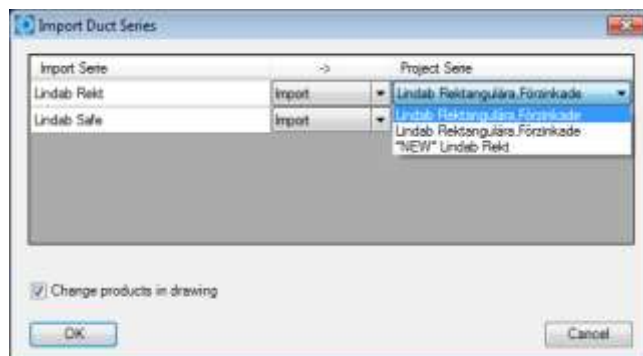 Import Duct Series
Import Serie -> Project Serie
Lindab Rekt Import Lindab Rektangulära,Förzinkade
Lindab Safe Import Lindab Rektangulära,Förzinkade
Lindab Rektangulära,Förzinkade
"NEW" Lindab Rekt
Change products in drawing
OK Cancel